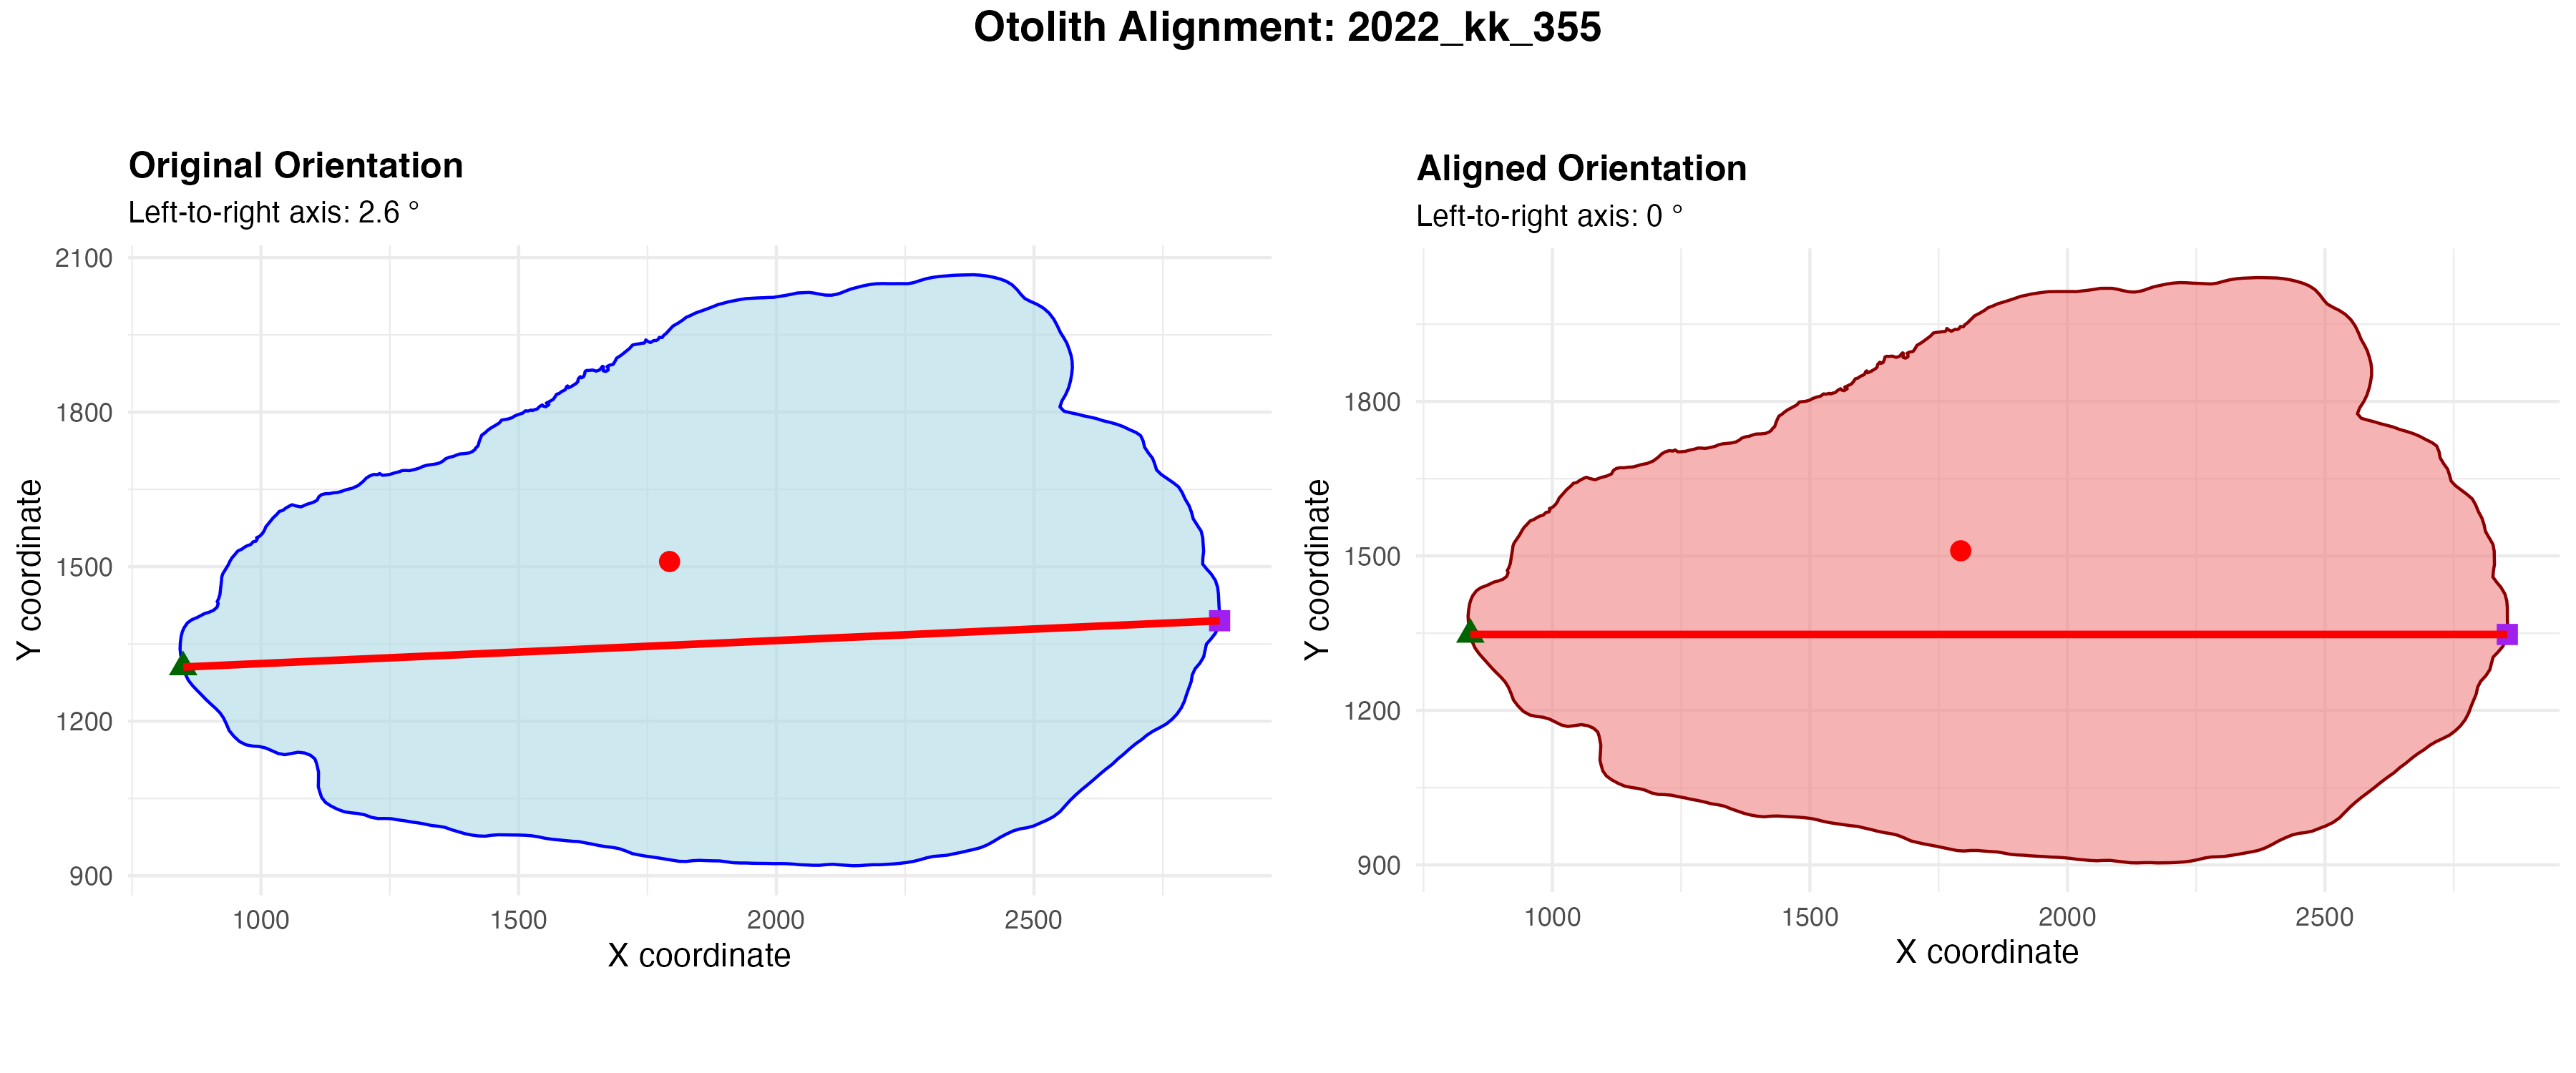 Otolith Alignment: 2022_kk_355
Original Orientation
Left-to-right axis: 2.6 °
2100
1800
1500
1200
900
Y coordinate
1000 1500 2000 2500
X coordinate
Aligned Orientation
Left-to-right axis: 0 °
1800
1500
1200
900
Y coordinate
1000 1500 2000 2500
X coordinate